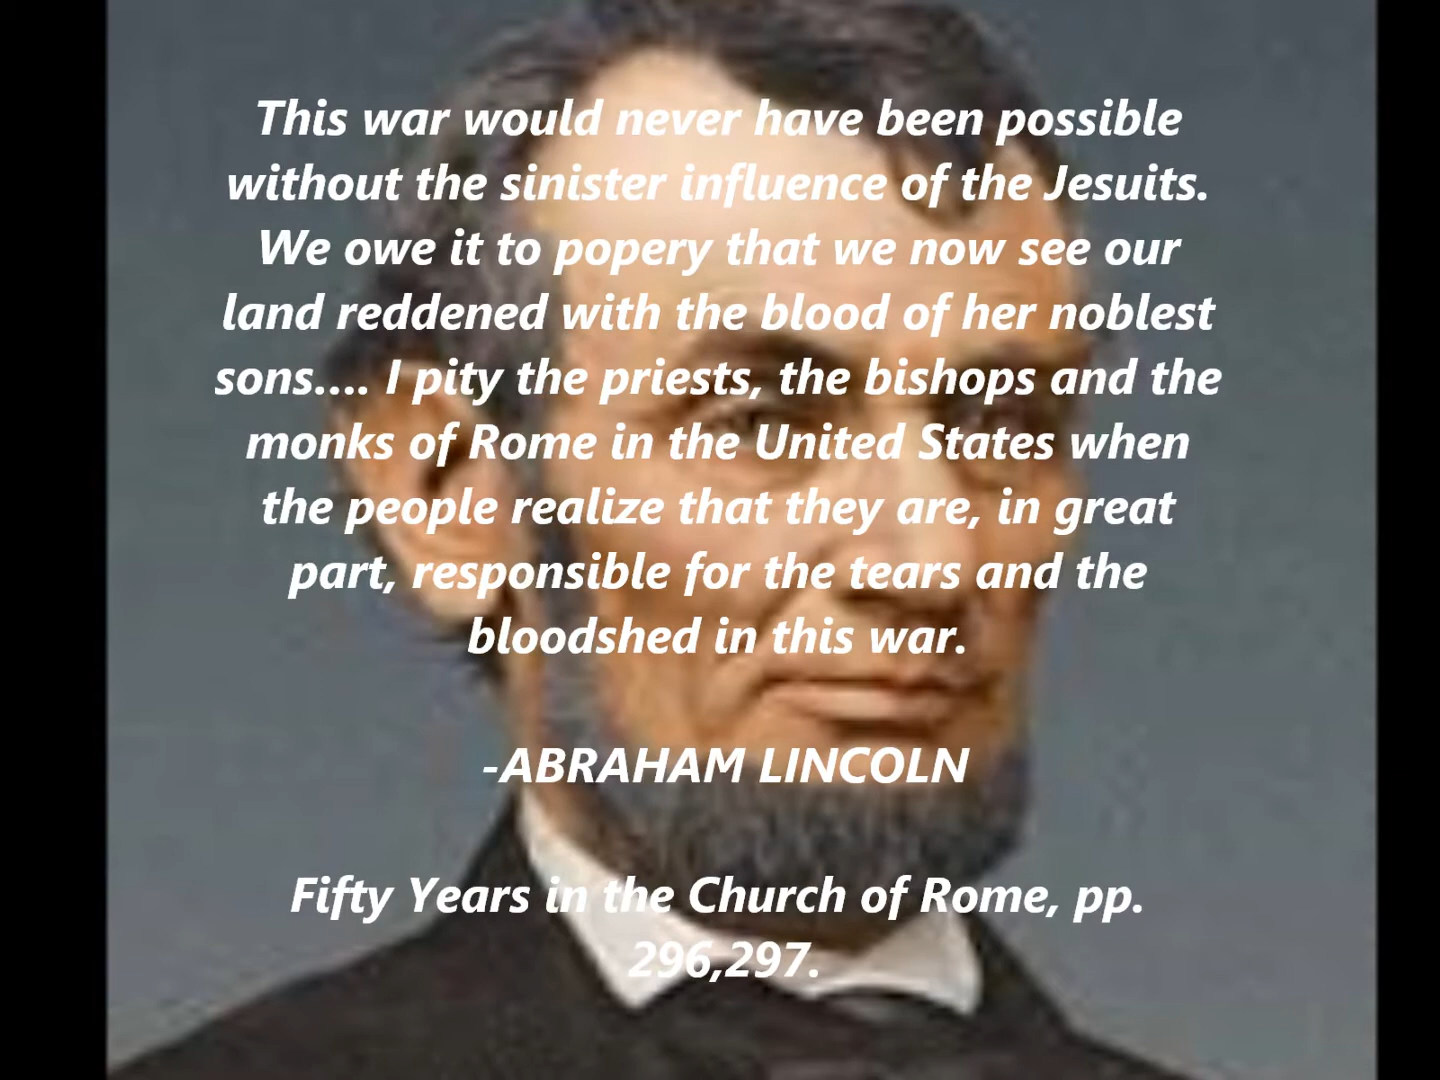 This war would never have been possible
without the sinister influence of the Jesuits.
We owe it to popery that we now see our
land reddened with the blood of her noblest
sons.... I pity the priests, the bishops and the
monks of Rome in the United States when
the people realize that they are, in great
part, responsible for the tears and the
bloodshed in this war.
-ABRAHAM LINCOLN
Fifty Years in the Church of Rome, pp.
296,297.